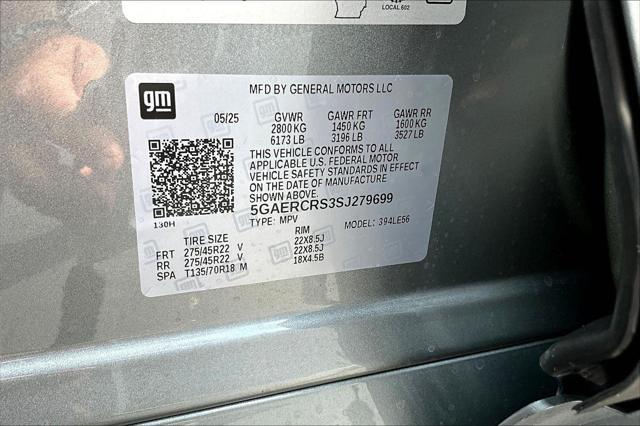 LOCAL 602
gm
MFD BY GENERAL MOTORS LLC
05/25 GVWR GAWR FRT GAWR RR
2800 KG 1450 KG 1600 KG
6173 LB 3196 LB 3527 LB
THIS VEHICLE CONFORMS TO ALL
APPLICABLE U.S. FEDERAL MOTOR
VEHICLE SAFETY STANDARDS IN EFFECT
ON THE DATE OF MANUFACTURE
SHOWN ABOVE.
130H 5GAERCRS3SJ279699
TYPE: MPV MODEL: 394LE56
TIRE SIZE RIM
FRT 275/45R22 V 22X8.5J
RR 275/45R22 V 22X8.5J
SPA T135/70R18 M 18X4.5B